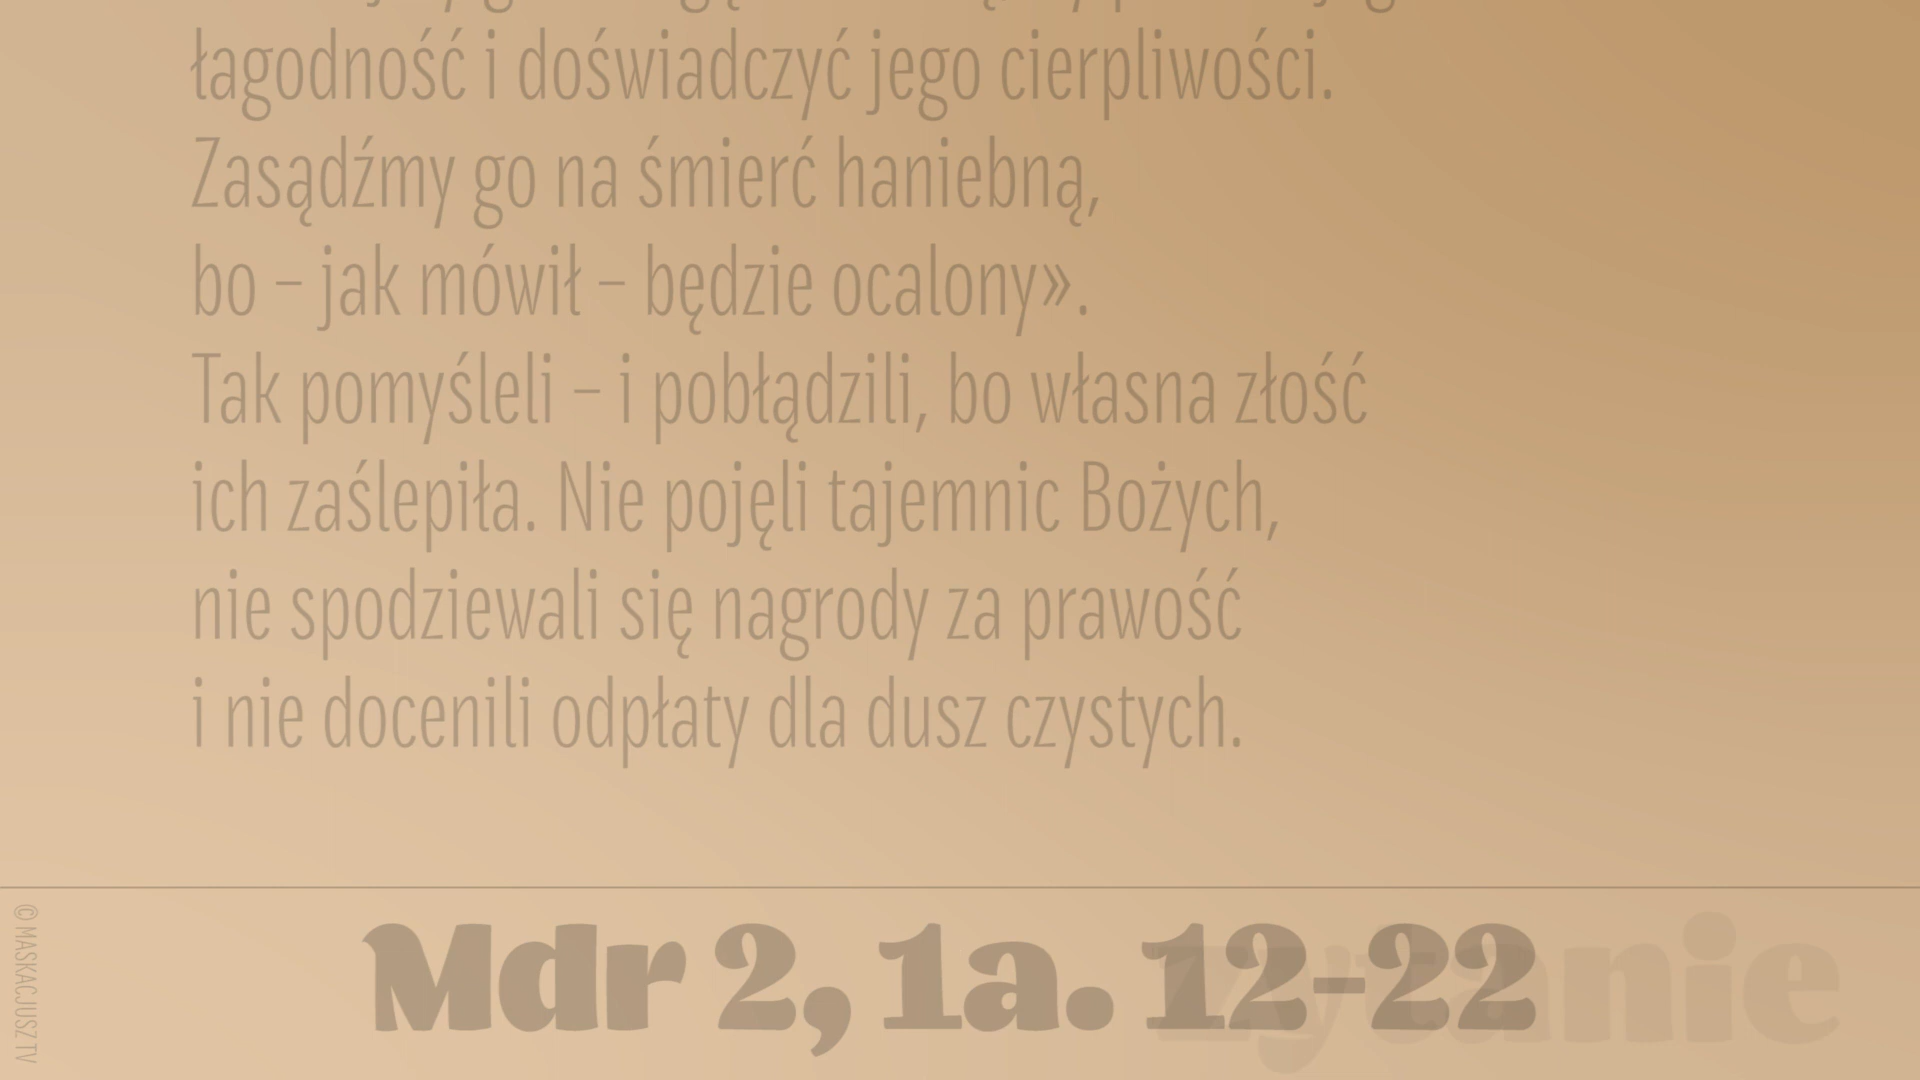 łagodność i doświadczyć jego cierpliwości.
Zasądźmy go na śmierć haniebną,
bo – jak mówił – będzie ocalony».
Tak pomyśleli – i pobłądzili, bo własna złość
ich zaślepiła. Nie pojęli tajemnic Bożych,
nie spodziewali się nagrody za prawość
i nie docenili odpłaty dla dusz czystych.
Mdr 2, 1a. 12-22
zytanie
© MASKACJUSZ TV